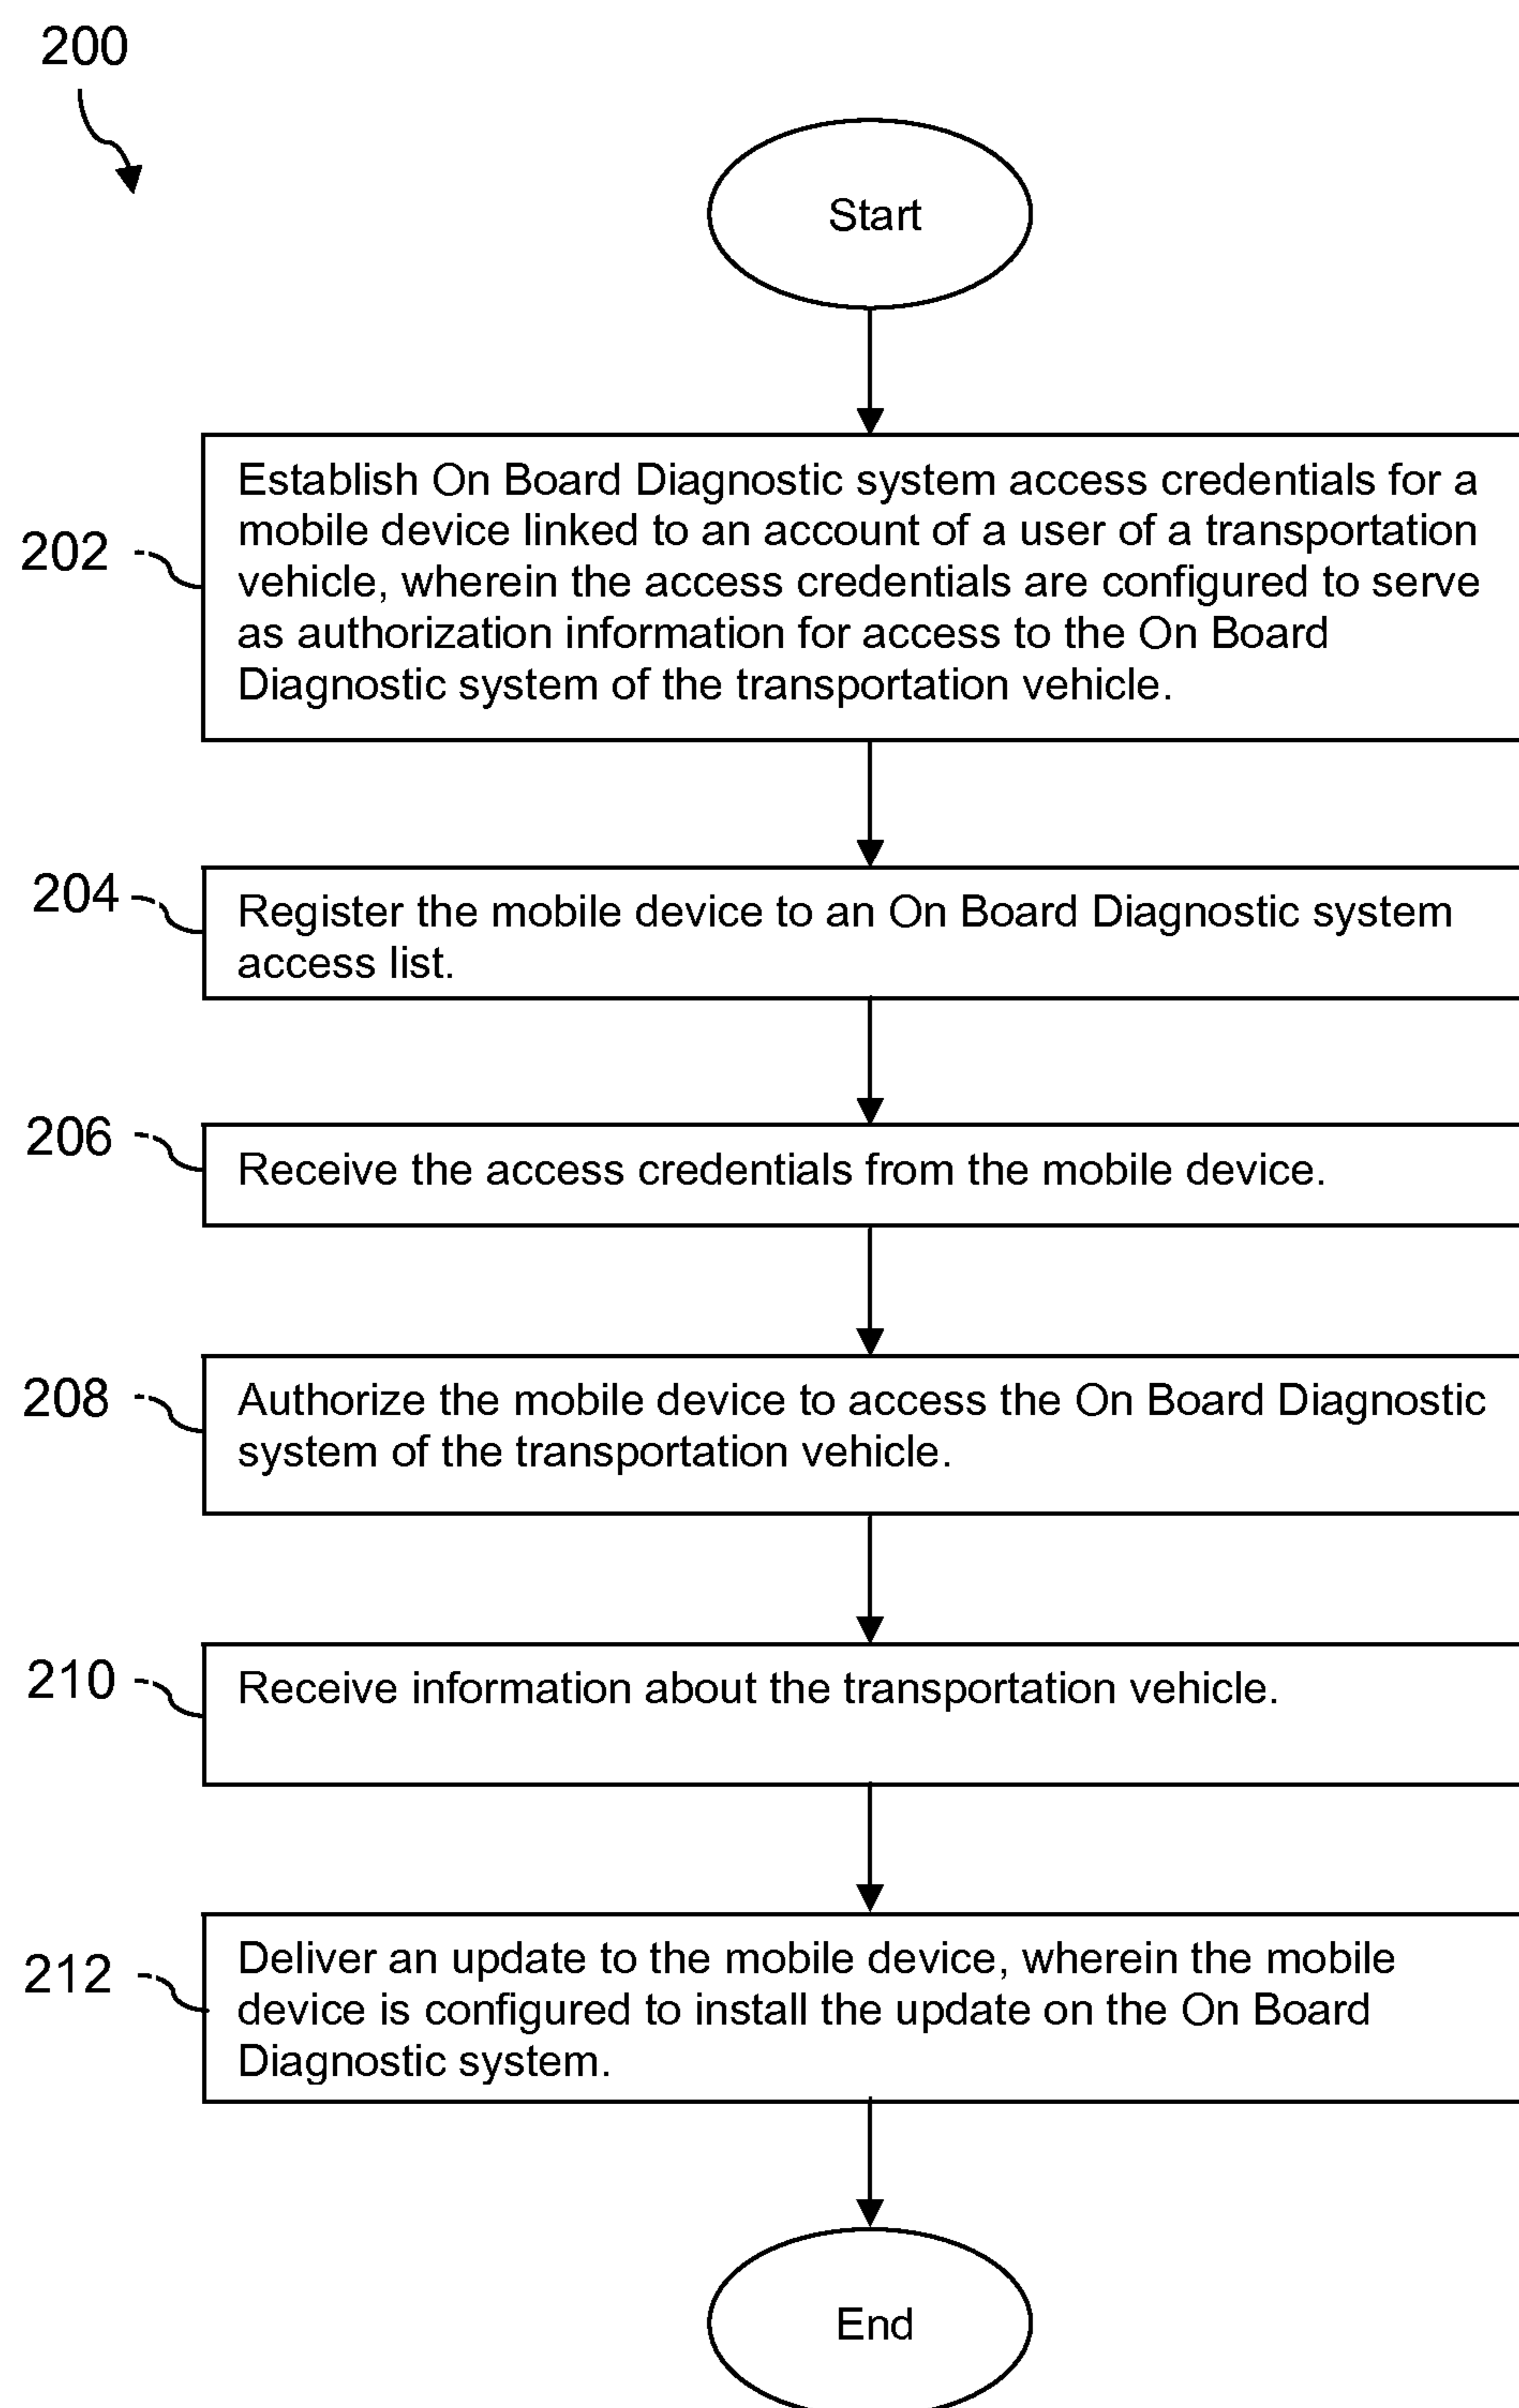 200
Start
202
Establish On Board Diagnostic system access credentials for a
mobile device linked to an account of a user of a transportation
vehicle, wherein the access credentials are configured to serve
as authorization information for access to the On Board
Diagnostic system of the transportation vehicle.
204
Register the mobile device to an On Board Diagnostic system
access list.
206
Receive the access credentials from the mobile device.
208
Authorize the mobile device to access the On Board Diagnostic
system of the transportation vehicle.
210
Receive information about the transportation vehicle.
212
Deliver an update to the mobile device, wherein the mobile
device is configured to install the update on the On Board
Diagnostic system.
End